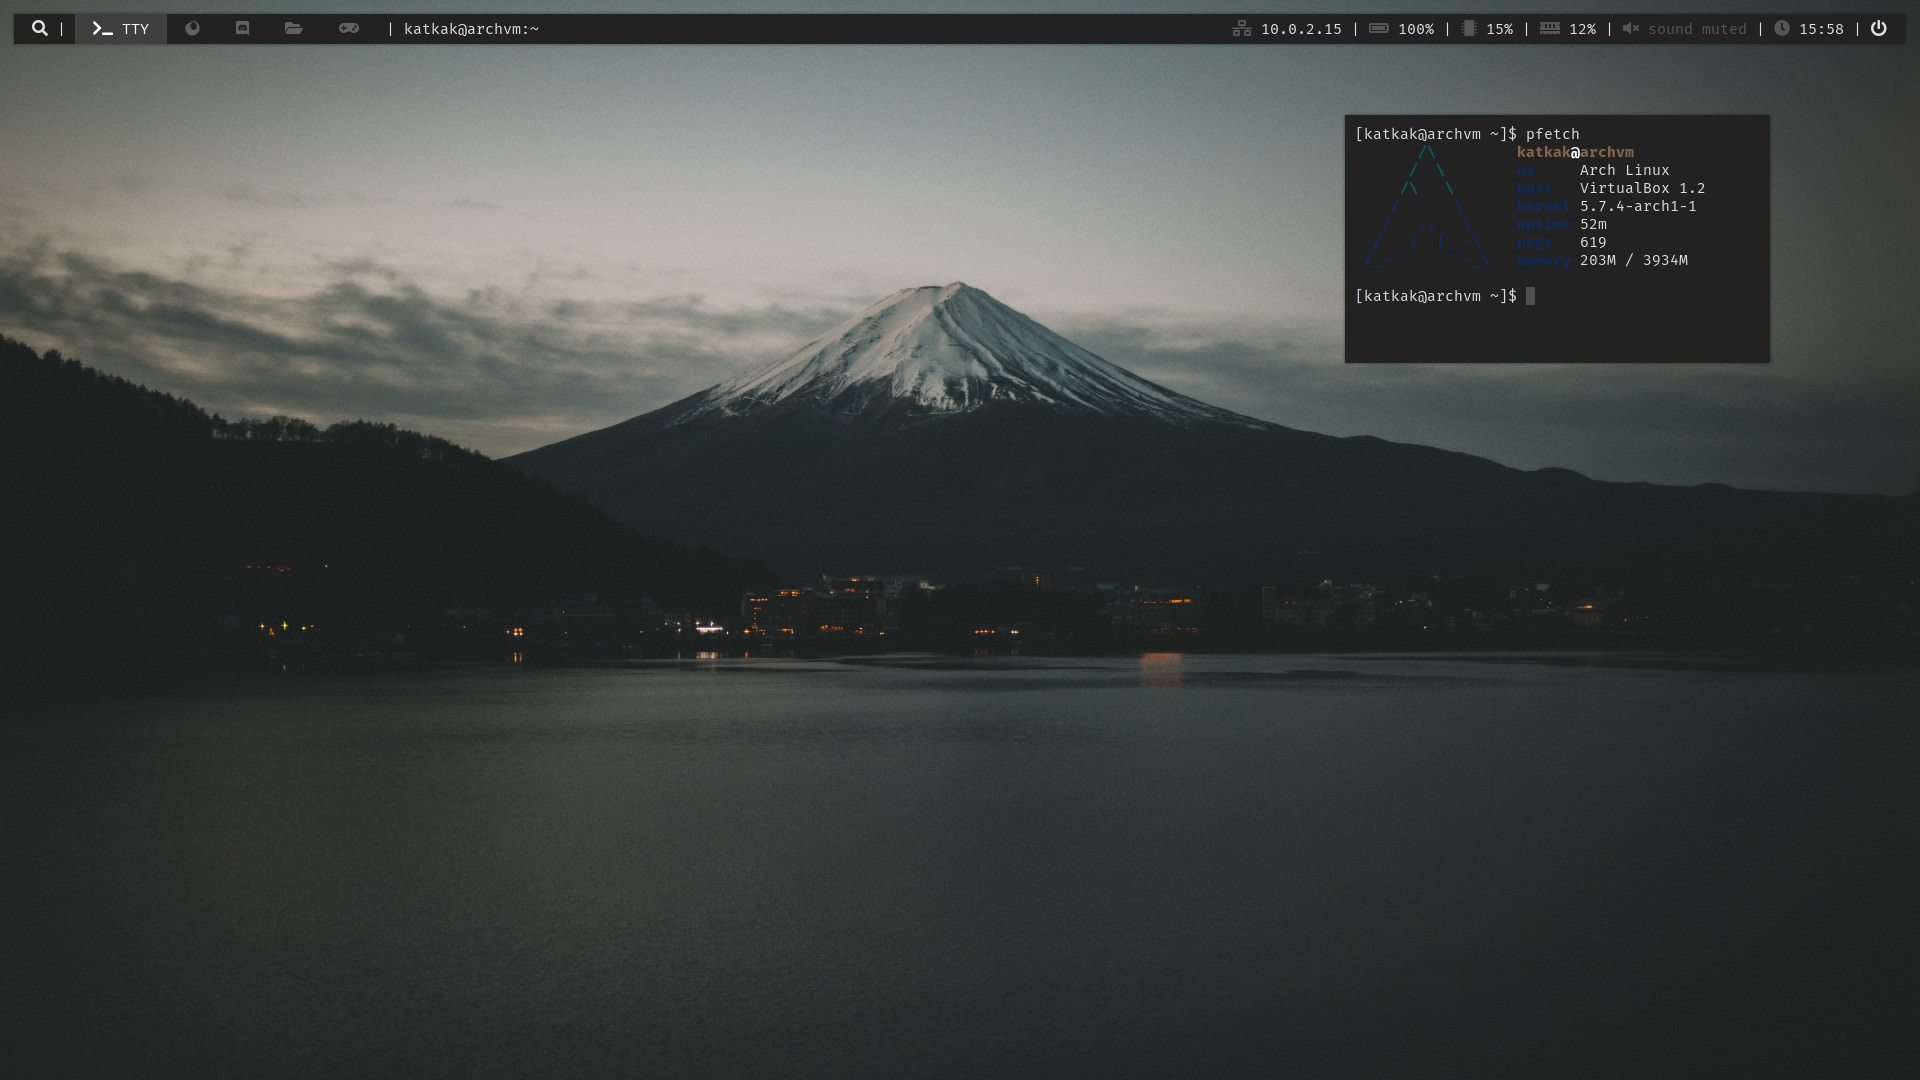 | TTY | katkak@archvm:~ 10.0.2.15 | 100% | 15% | 12% | sound muted | 15:58 |
[katkak@archvm ~]$ pfetch
katkak@archvm
os Arch Linux
host VirtualBox 1.2
kernel 5.7.4-arch1-1
uptime 52m
pkgs 619
memory 203M / 3934M
[katkak@archvm ~]$